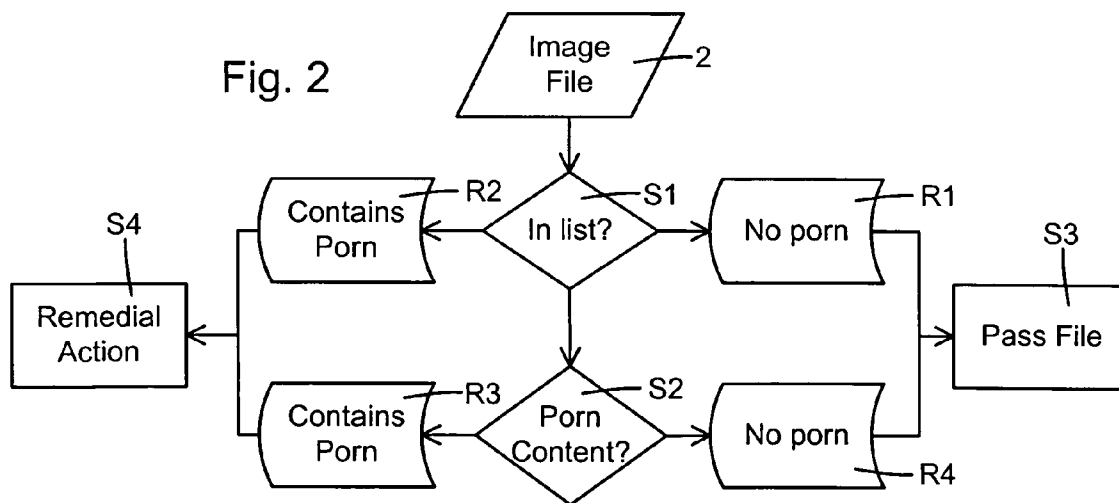 Fig. 2
Image
File
2
S1
In list?
R2
Contains
Porn
R1
No porn
S4
Remedial
Action
S3
Pass File
S2
Porn
Content?
R3
Contains
Porn
No porn
R4